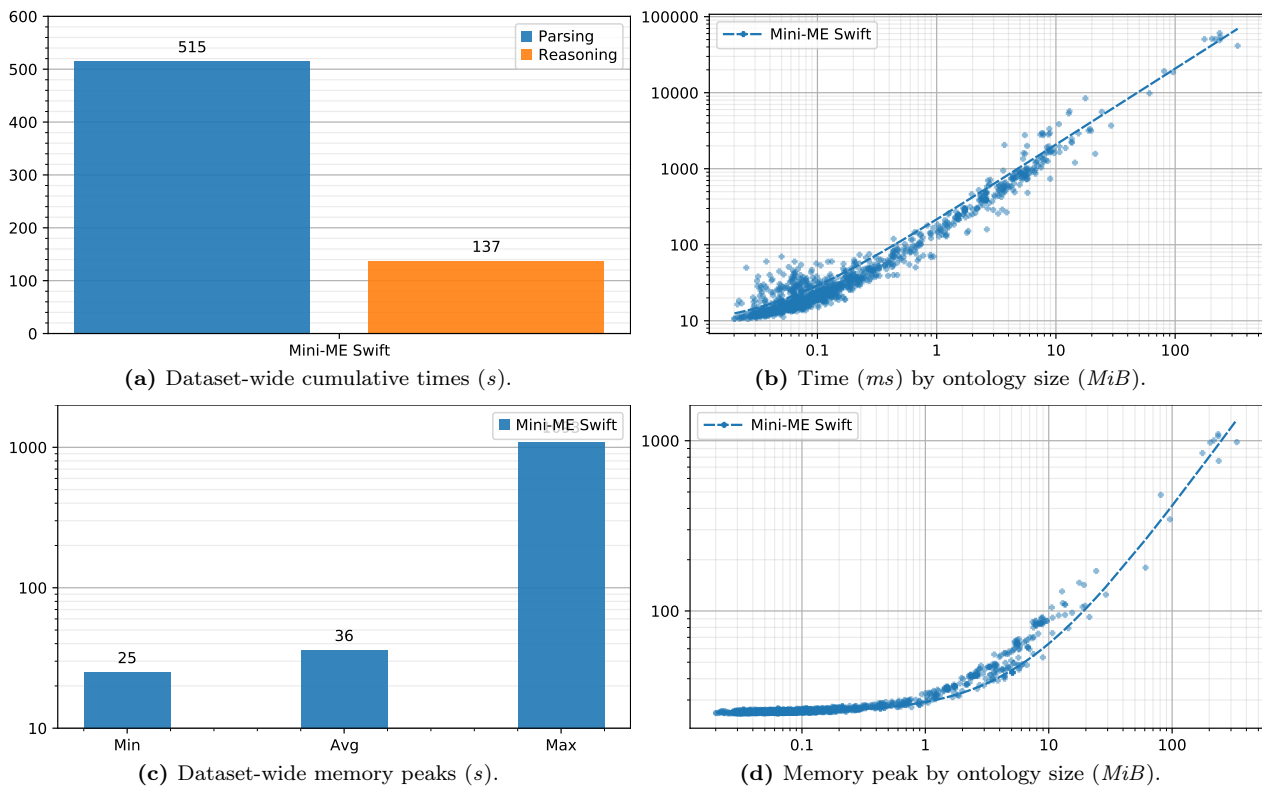 600
500
400
300
200
100
0
515
137
Parsing
Reasoning
Mini-ME Swift
(a) Dataset-wide cumulative times (s).
100000
10000
1000
100
10
Mini-ME Swift
0.1 1 10 100
(b) Time (ms) by ontology size (MiB).
1000
100
10
25
36
Mini-ME Swift
Min Avg Max
(c) Dataset-wide memory peaks (s).
1000
100
Mini-ME Swift
0.1 1 10 100
(d) Memory peak by ontology size (MiB).